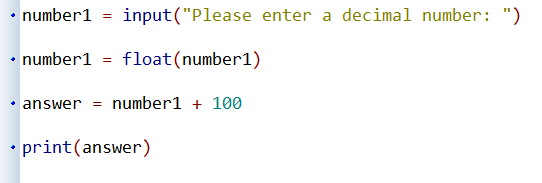 number1 = input("Please enter a decimal number: ")
number1 = float(number1)
answer = number1 + 100
print(answer)